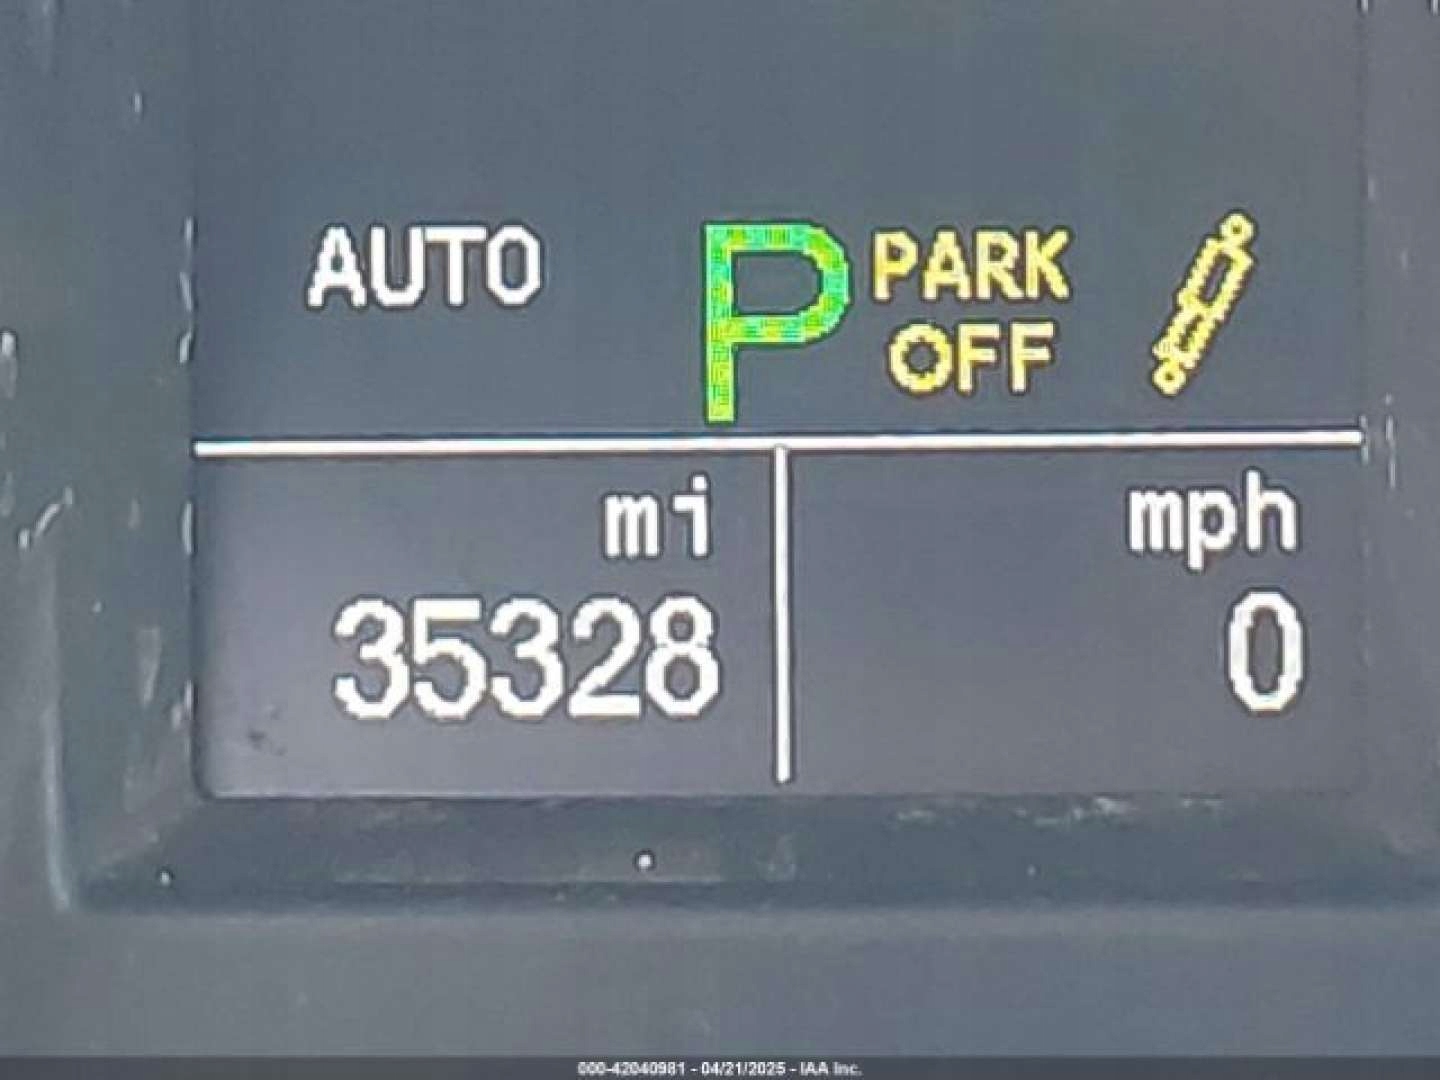 AUTO P PARK
OFF
mi mph
35328 0
000-42040981 - 04/21/2025 - IAA Inc.